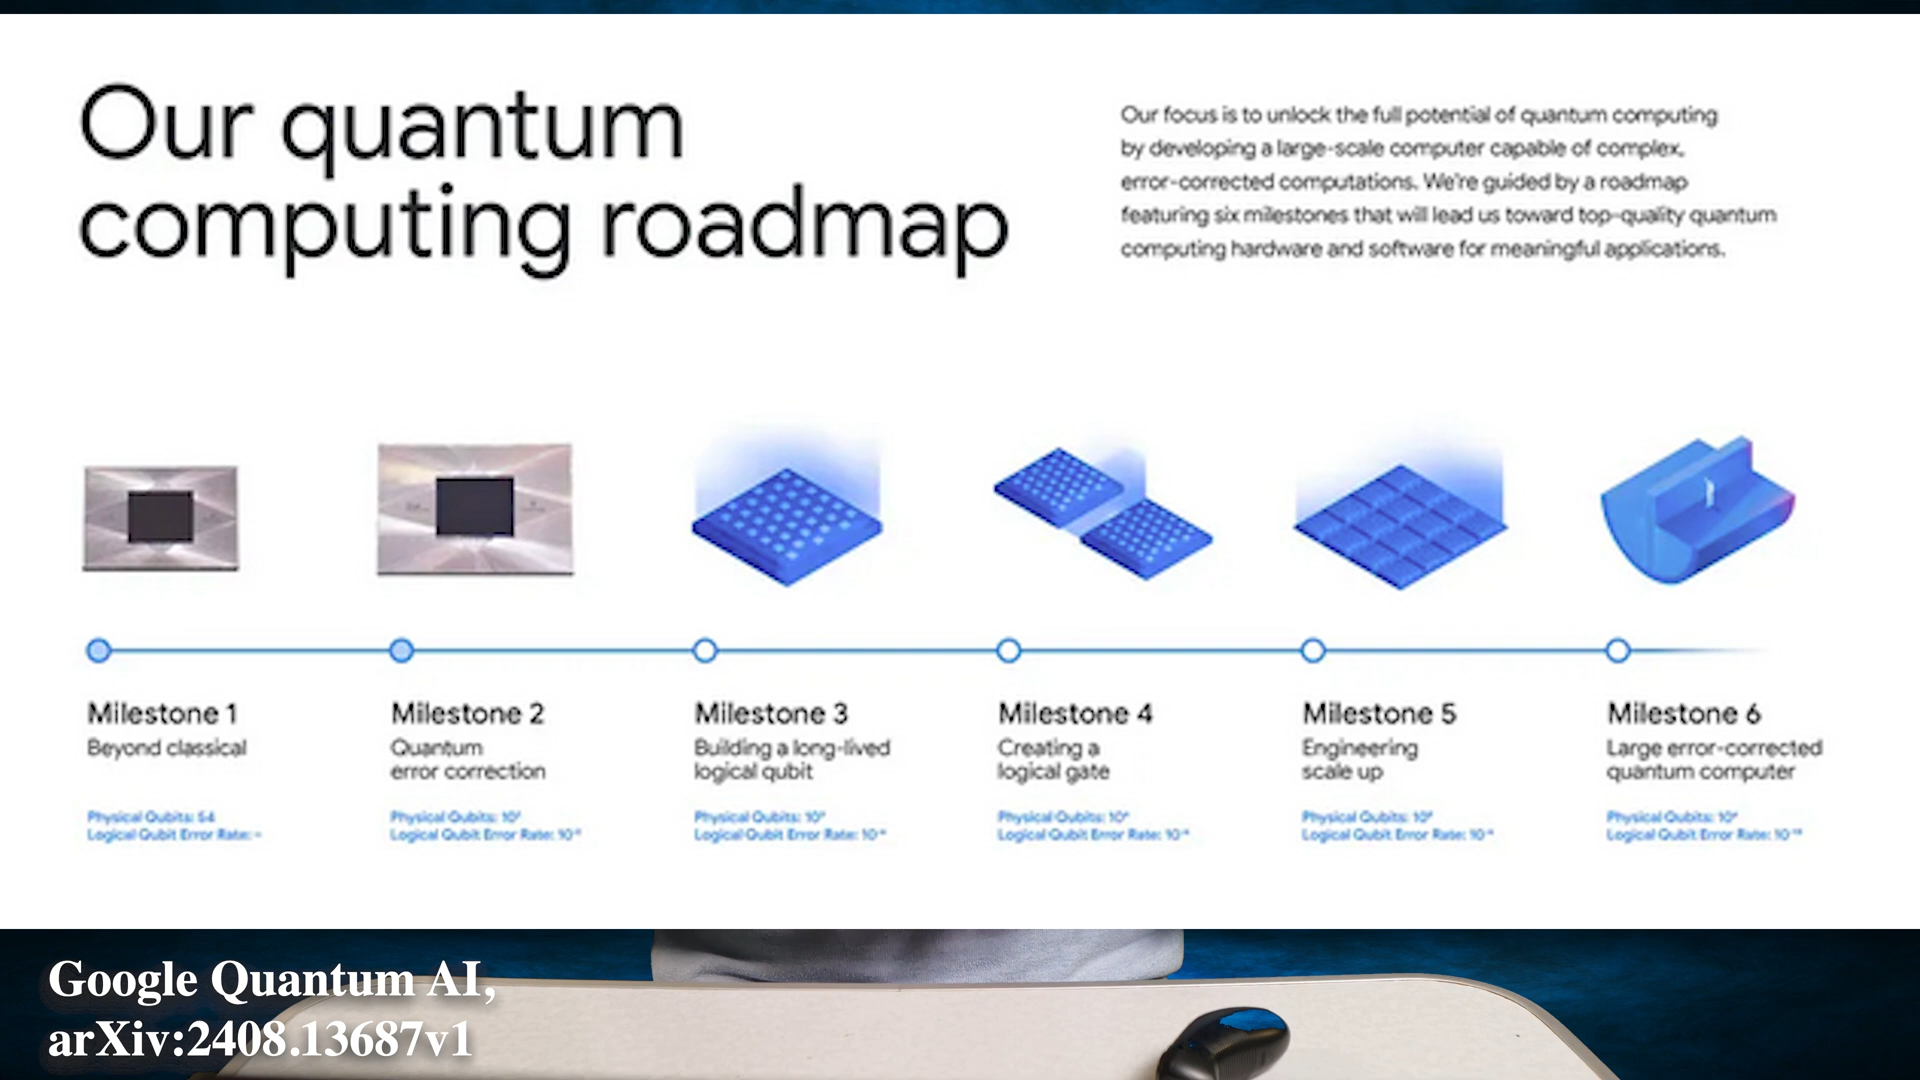 Our quantum
computing roadmap
Our focus is to unlock the full potential of quantum computing
by developing a large-scale computer capable of complex,
error-corrected computations. We're guided by a roadmap
featuring six milestones that will lead us toward top-quality quantum
computing hardware and software for meaningful applications.
Milestone 1
Beyond classical
Physical Qubits: 54
Logical Qubit Error Rate:
Milestone 2
Quantum
error correction
Physical Qubits:
Logical Qubit Error Rate:
Milestone 3
Building a long-lived
logical qubit
Physical Qubits:
Logical Qubit Error Rate:
Milestone 4
Creating a
logical gate
Physical Qubits:
Logical Qubit Error Rate:
Milestone 5
Engineering
scale up
Physical Qubits:
Logical Qubit Error Rate:
Milestone 6
Large error-corrected
quantum computer
Physical Qubits:
Logical Qubit Error Rate:
Google Quantum AI,
arXiv:2408.13687v1